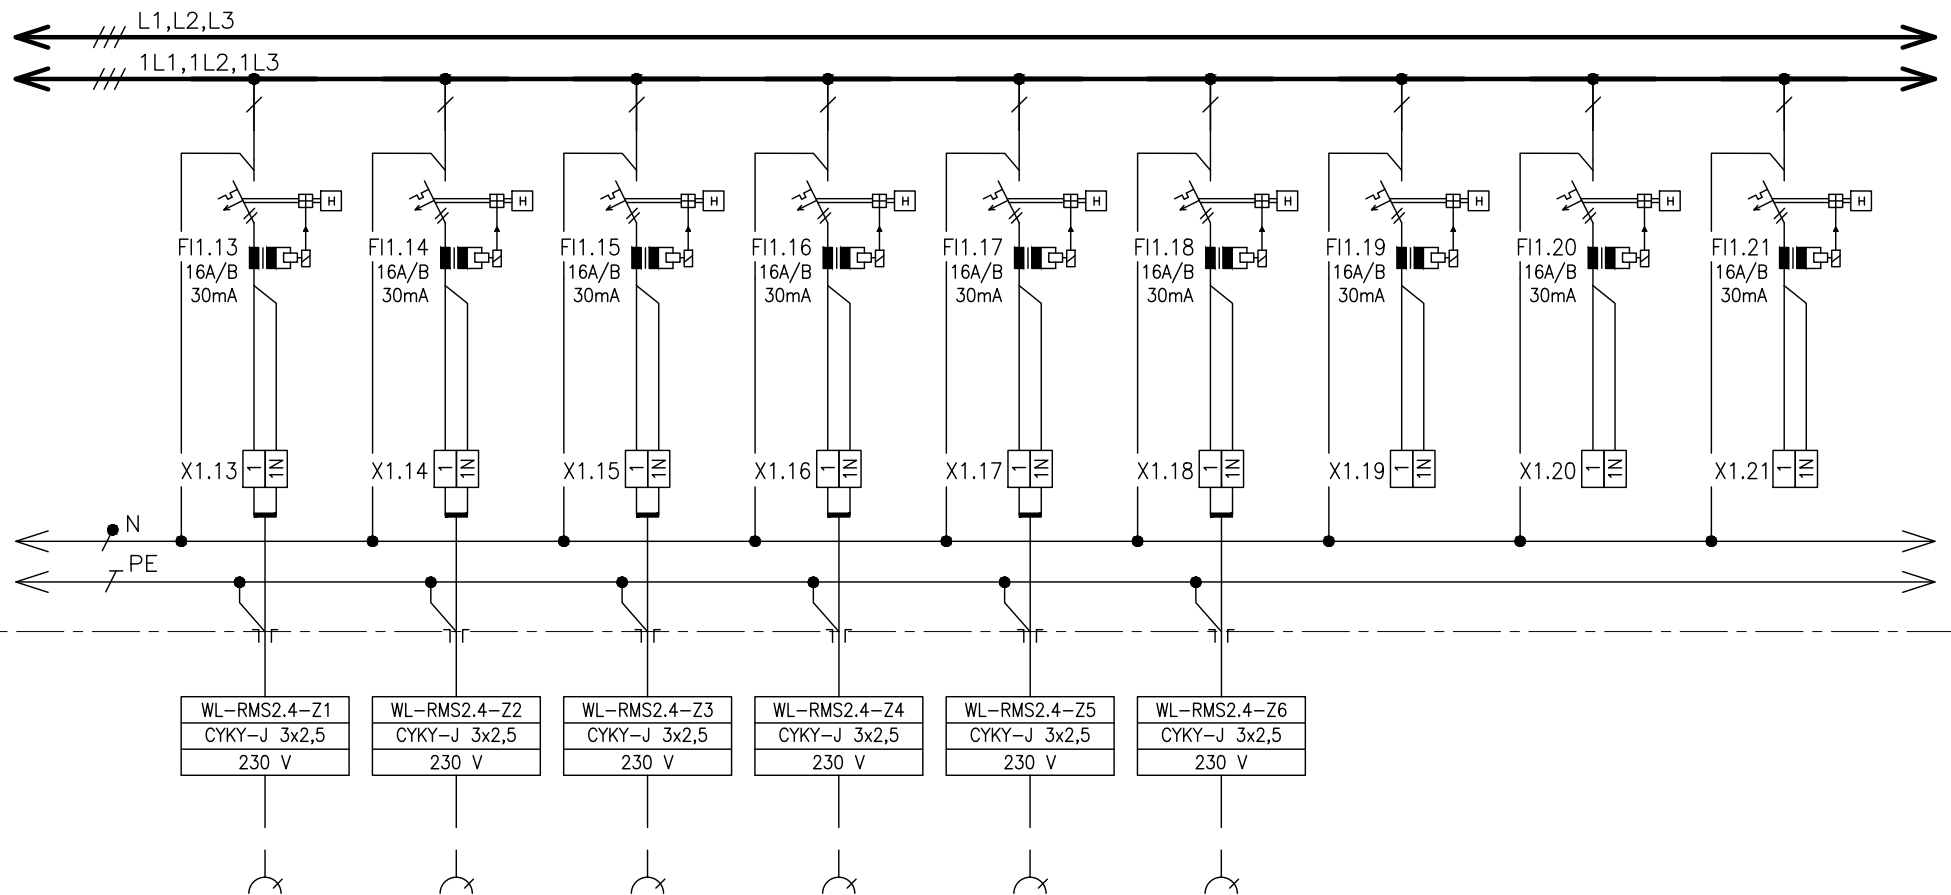 L1,L2,L3
1L1,1L2,1L3
H H H H H H H H H
FI1.13 FI1.14 FI1.15 FI1.16 FI1.17 FI1.18 FI1.19 FI1.20 FI1.21
16A/B 16A/B 16A/B 16A/B 16A/B 16A/B 16A/B 16A/B 16A/B
30mA 30mA 30mA 30mA 30mA 30mA 30mA 30mA 30mA
X1.13 1 1N X1.14 1 1N X1.15 1 1N X1.16 1 1N X1.17 1 1N X1.18 1 1N X1.19 1 1N X1.20 1 1N X1.21 1 1N
N
PE
WL-RMS2.4-Z1 WL-RMS2.4-Z2 WL-RMS2.4-Z3 WL-RMS2.4-Z4 WL-RMS2.4-Z5 WL-RMS2.4-Z6
CYKY-J 3x2,5 CYKY-J 3x2,5 CYKY-J 3x2,5 CYKY-J 3x2,5 CYKY-J 3x2,5 CYKY-J 3x2,5
230 V 230 V 230 V 230 V 230 V 230 V